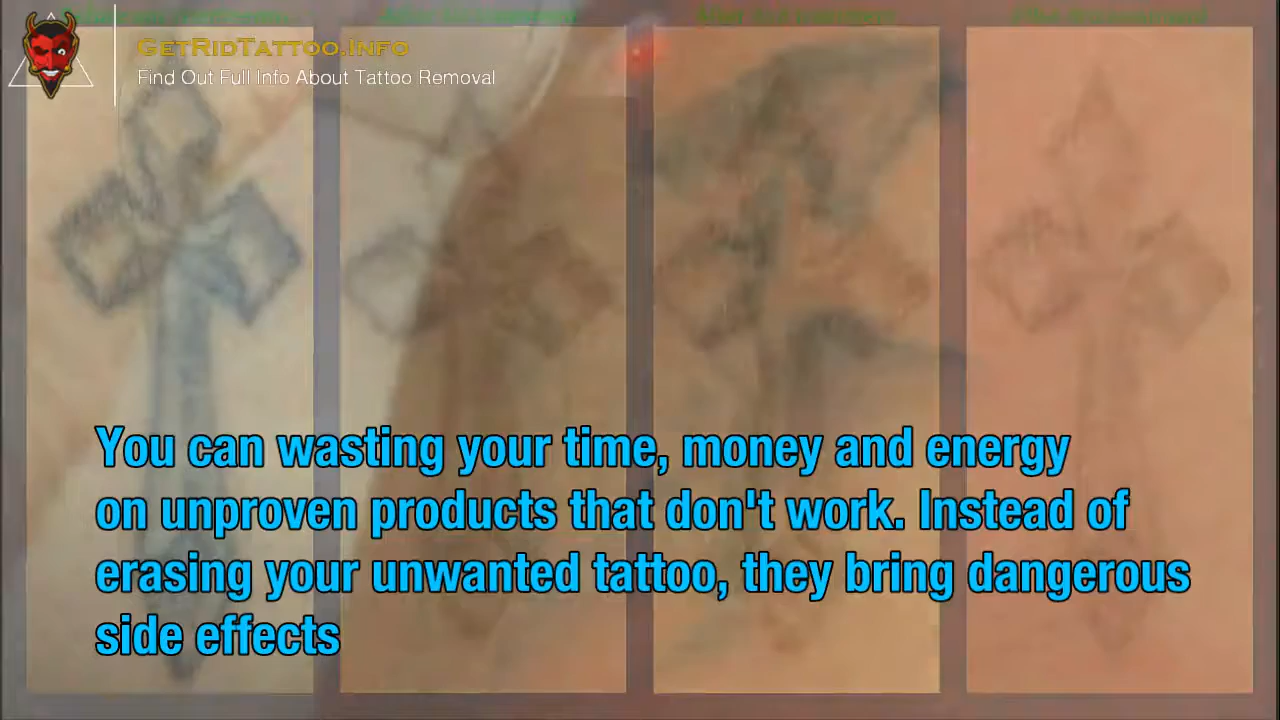 GetRidTattoo.Info
Find Out Full Info About Tattoo Removal
You can wasting your time, money and energy
on unproven products that don't work. Instead of
erasing your unwanted tattoo, they bring dangerous
side effects